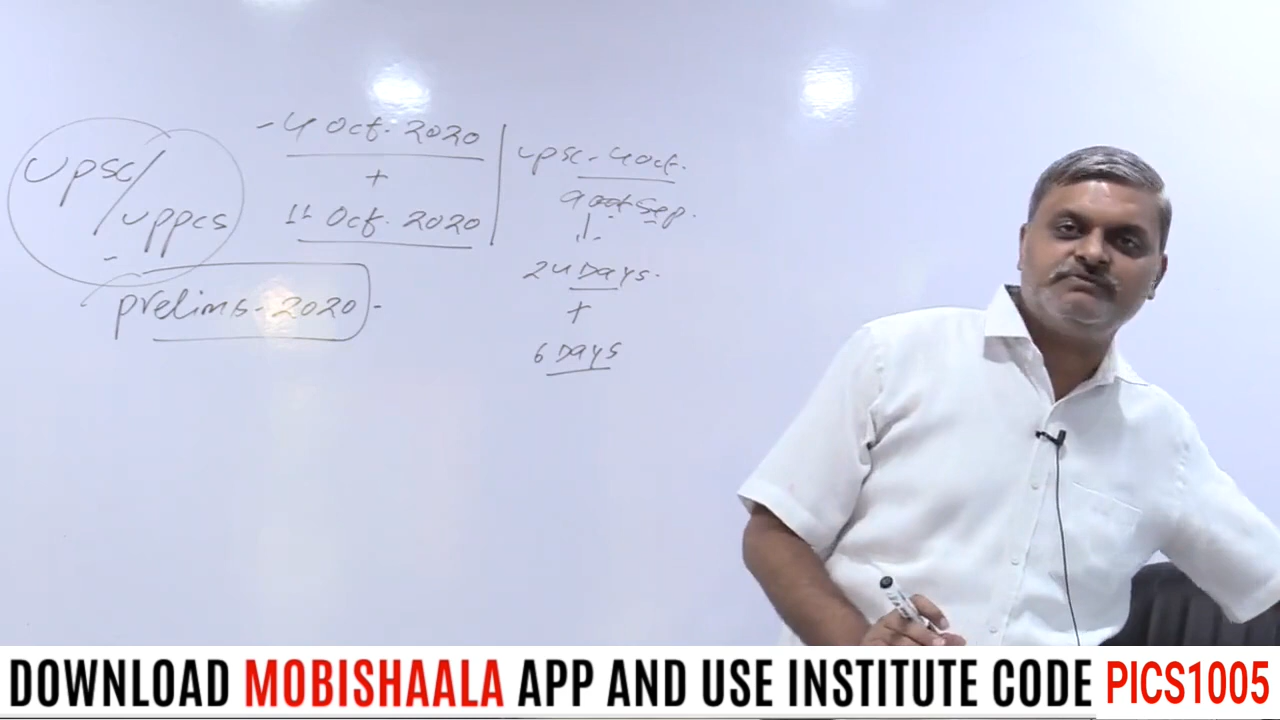 upsc/
uppcs
prelims-2020-
- 4 Oct. 2020
+
11 Oct. 2020
upsc- 4 Oct.
9 Sep.
24 Days.
+
6 Days
DOWNLOAD MOBISHAALA APP AND USE INSTITUTE CODE PICS1005